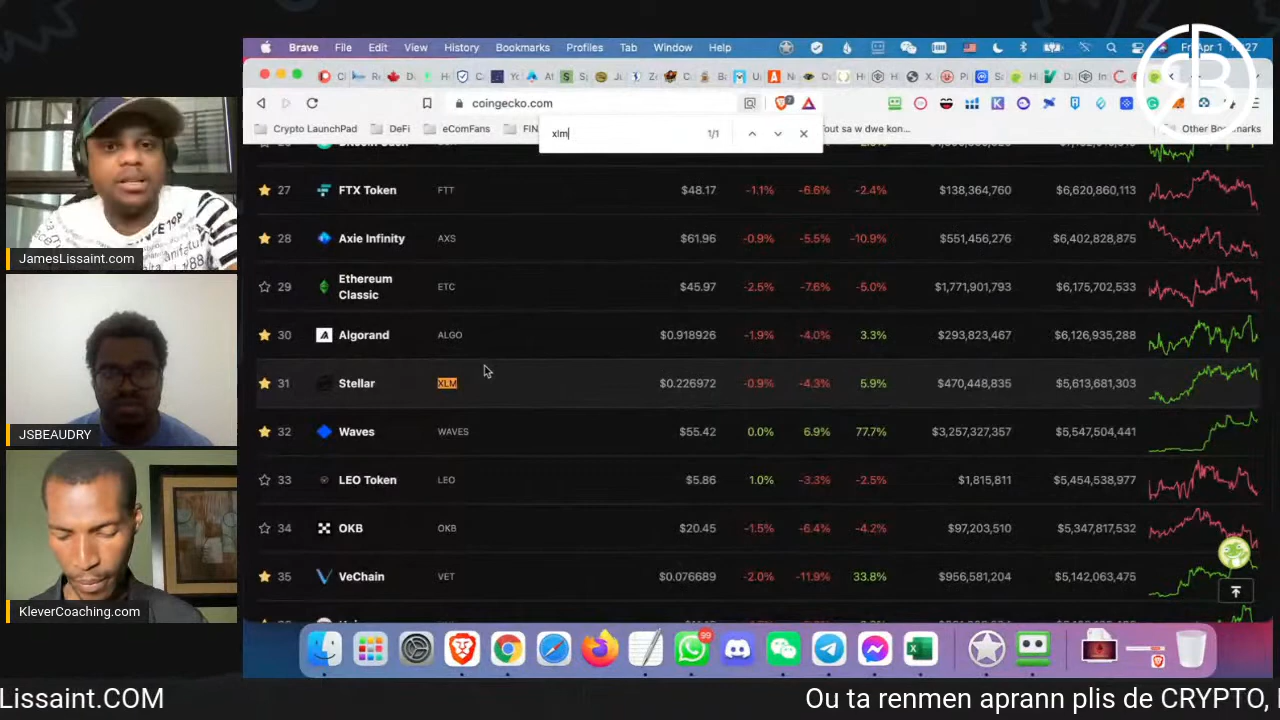 Brave File Edit View History Bookmarks Profiles Tab Window Help Fri Apr 1
coingecko.com
Crypto LaunchPad DeFi eComFans FIN
xlm 1/1
out sa w dwe kon... Other Bookmarks
27 FTX Token FTT $48.17 -1.1% -6.6% -2.4% $138,364,760 $6,620,860,113
28 Axie Infinity AXS $61.96 -0.9% -5.5% -10.9% $551,456,276 $6,402,828,875
29 Ethereum Classic ETC $45.97 -2.5% -7.6% -5.0% $1,771,901,793 $6,175,702,533
30 Algorand ALGO $0.918926 -1.9% -4.0% 3.3% $293,823,467 $6,126,935,288
31 Stellar XLM $0.226972 -0.9% -4.3% 5.9% $470,448,835 $5,613,681,303
32 Waves WAVES $55.42 0.0% 6.9% 77.7% $3,257,327,357 $5,547,504,441
33 LEO Token LEO $5.86 1.0% -3.3% -2.5% $1,815,811 $5,454,538,977
34 OKB OKB $20.45 -1.5% -6.4% -4.2% $97,203,510 $5,347,817,532
35 VeChain VET $0.076689 -2.0% -11.9% 33.8% $956,581,204 $5,142,063,475
JamesLissaint.com
JSBEAUDRY
KleverCoaching.com
99
Lissaint.COM Ou ta renmen aprann plis de CRYPTO,